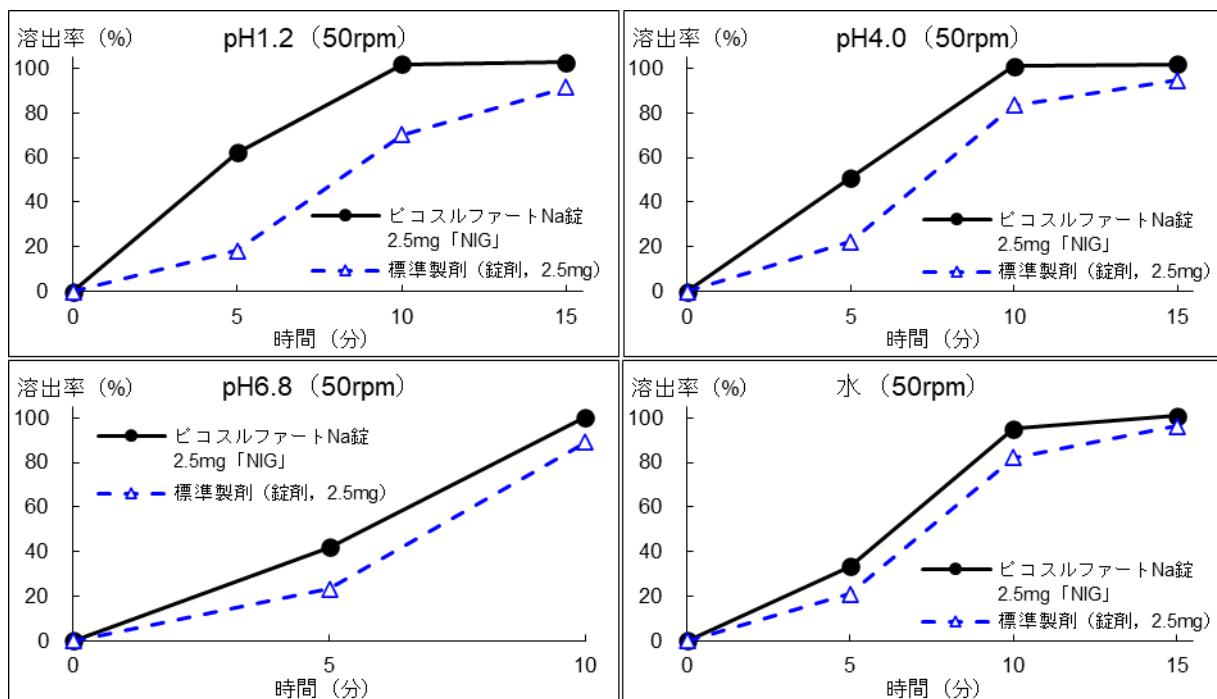 溶出率 (%)
pH1.2 (50rpm)
100
80
60
40
20
0
ピコスルファートNa錠
2.5mg「NIG」
標準製剤(錠剤，2.5mg)
0 5 10 15
時間 (分)
溶出率 (%)
pH4.0 (50rpm)
100
80
60
40
20
0
ピコスルファートNa錠
2.5mg「NIG」
標準製剤(錠剤，2.5mg)
0 5 10 15
時間 (分)
溶出率 (%)
pH6.8 (50rpm)
100
80
60
40
20
0
ピコスルファートNa錠
2.5mg「NIG」
標準製剤(錠剤，2.5mg)
0 5 10
時間 (分)
溶出率 (%)
水 (50rpm)
100
80
60
40
20
0
ピコスルファートNa錠
2.5mg「NIG」
標準製剤(錠剤，2.5mg)
0 5 10 15
時間 (分)